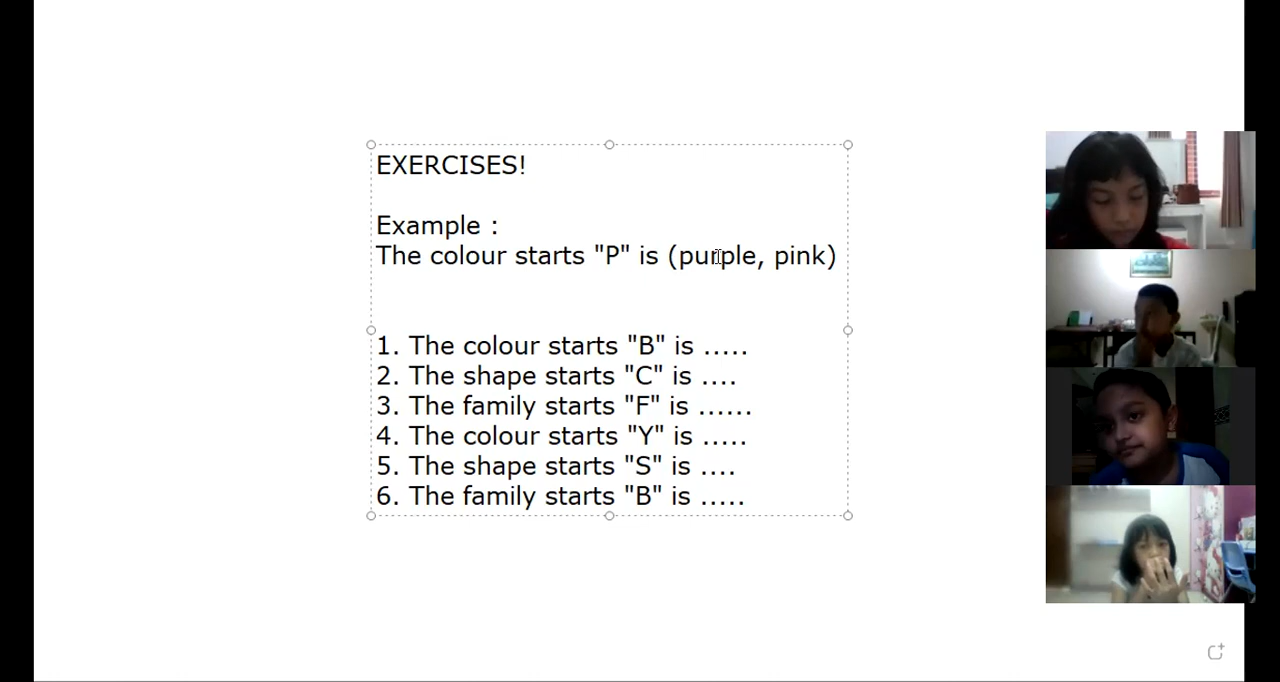 EXERCISES!
Example :
The colour starts "P" is (purple, pink)
1. The colour starts "B" is .....
2. The shape starts "C" is ....
3. The family starts "F" is ......
4. The colour starts "Y" is .....
5. The shape starts "S" is ....
6. The family starts "B" is .....